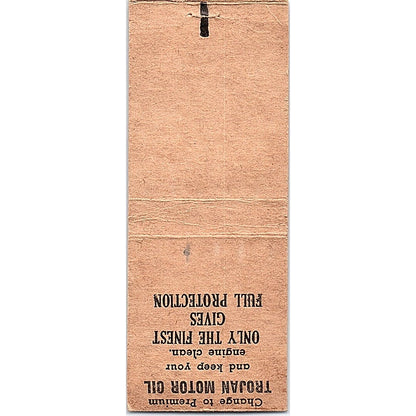 Change to Premium
TROJAN MOTOR OIL
and keep your
engine clean.
ONLY THE FINEST
GIVES
FULL PROTECTION